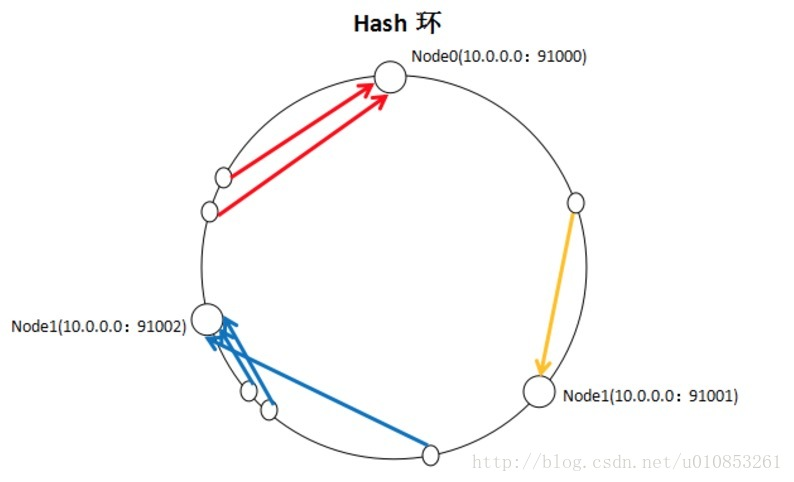 Hash 环
Node0(10.0.0.0：91000)
Node1(10.0.0.0：91002)
Node1(10.0.0.0：91001)
http://blog.csdn.net/u010853261